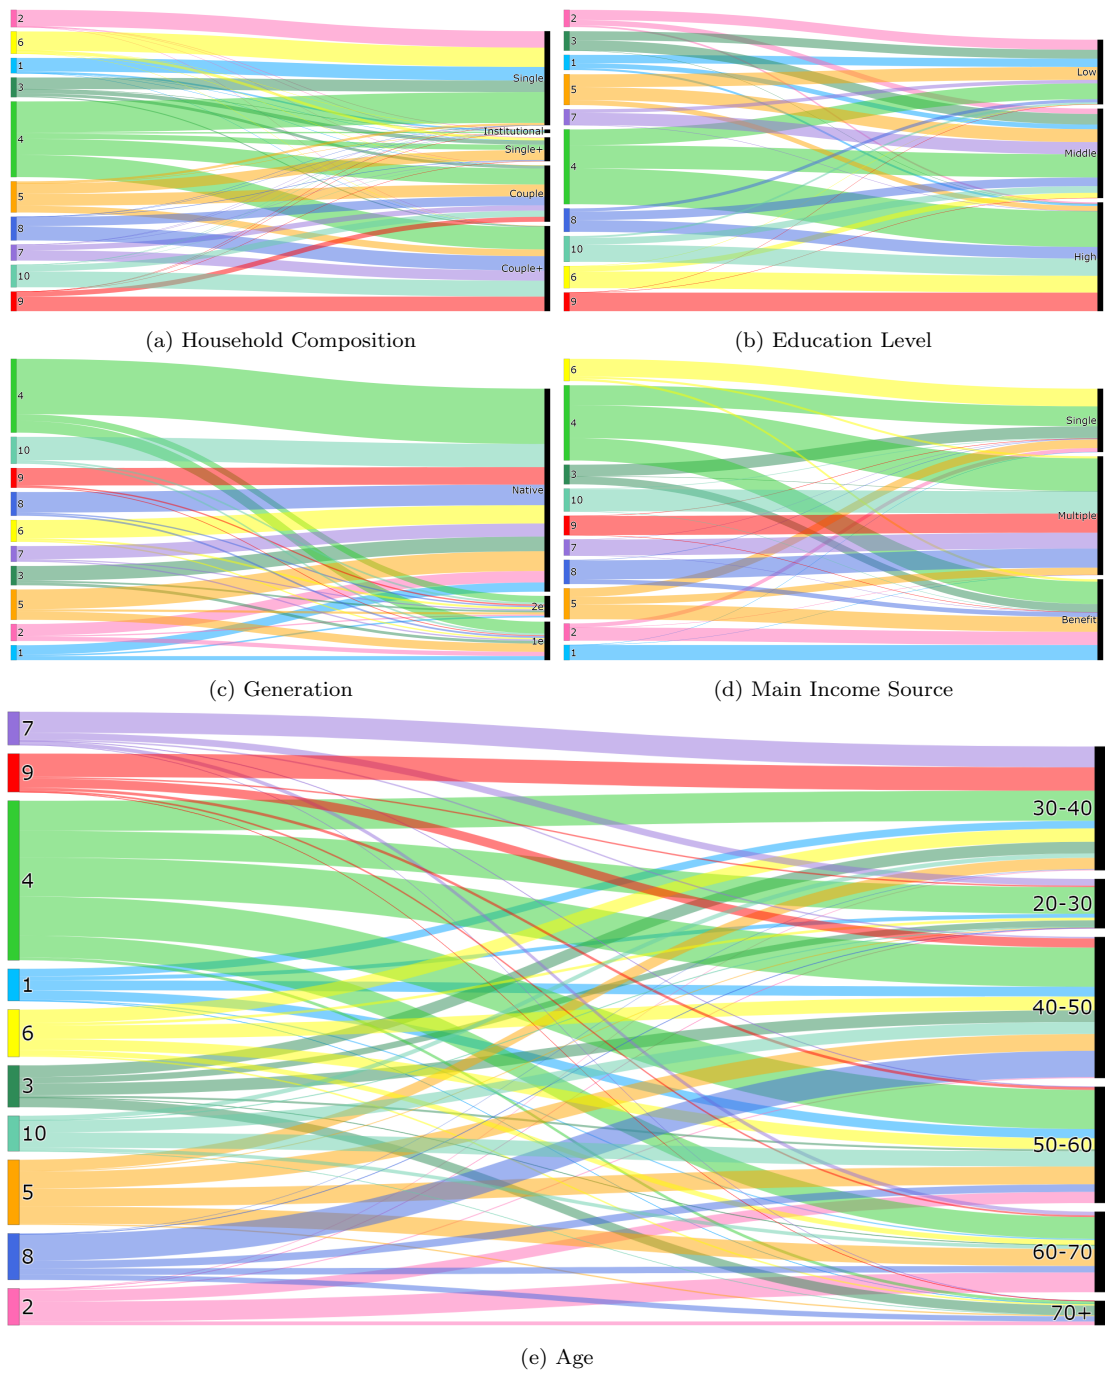 2
6
1
3
4
5
8
7
10
9
Single
Institutional
Single+
Couple
Couple+
(a) Household Composition
2
3
1
5
7
4
8
10
6
9
Low
Middle
High
(b) Education Level
4
10
9
8
6
7
3
5
2
1
Native
2e
1e
(c) Generation
6
4
3
10
9
7
8
5
2
1
Single
Multiple
Benefit
(d) Main Income Source
7
9
4
1
6
3
10
5
8
2
30-40
20-30
40-50
50-60
60-70
70+
(e) Age